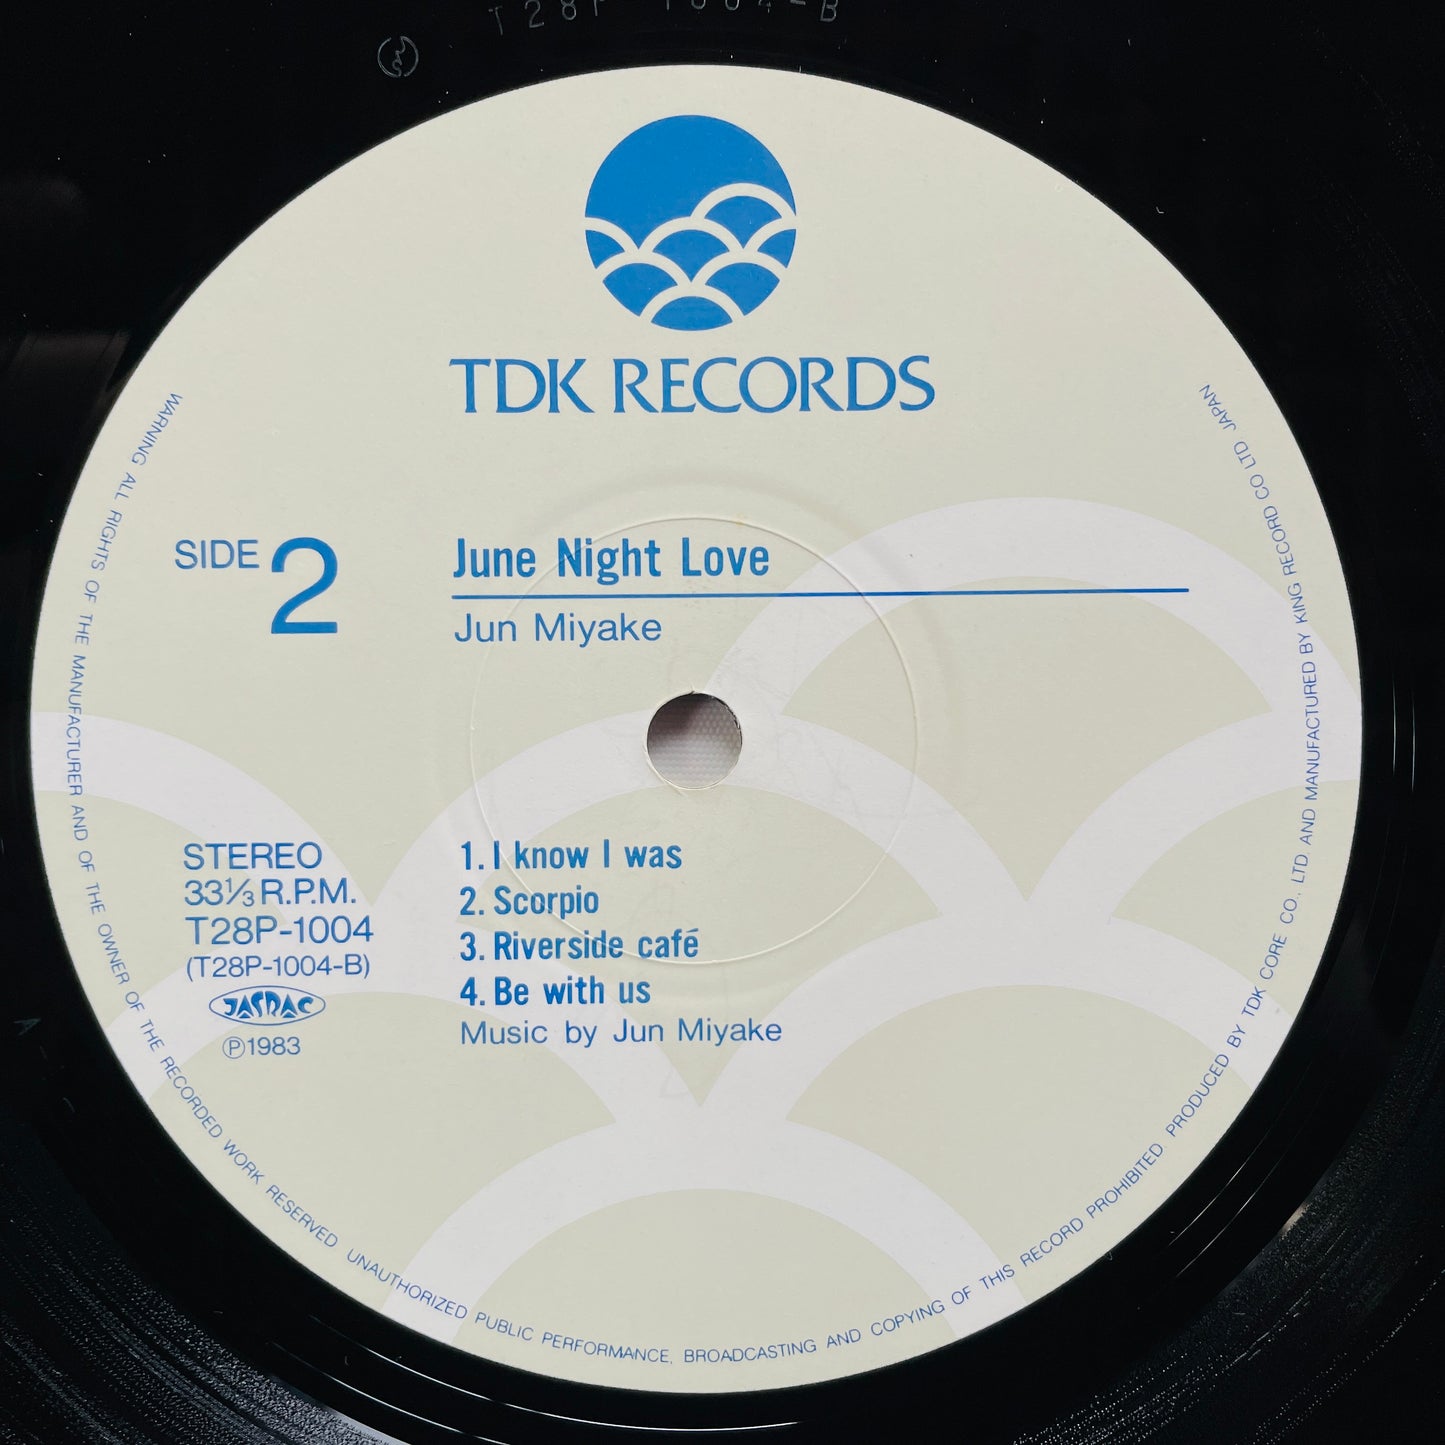 T28P-1004-B
TDK RECORDS
SIDE 2
June Night Love
Jun Miyake
STEREO
33⅓ R.P.M.
T28P-1004
(T28P-1004-B)
JASRAC
Ⓟ1983
1. I know I was
2. Scorpio
3. Riverside café
4. Be with us
Music by Jun Miyake
WARNING ALL RIGHTS OF THE MANUFACTURER AND OF THE OWNER OF THE RECORDED WORK RESERVED UNAUTHORIZED PUBLIC PERFORMANCE, BROADCASTING AND COPYING OF THIS RECORD PROHIBITED PRODUCED BY TDK CORE CO., LTD. AND MANUFACTURED BY KING RECORD CO LTD JAPAN
A